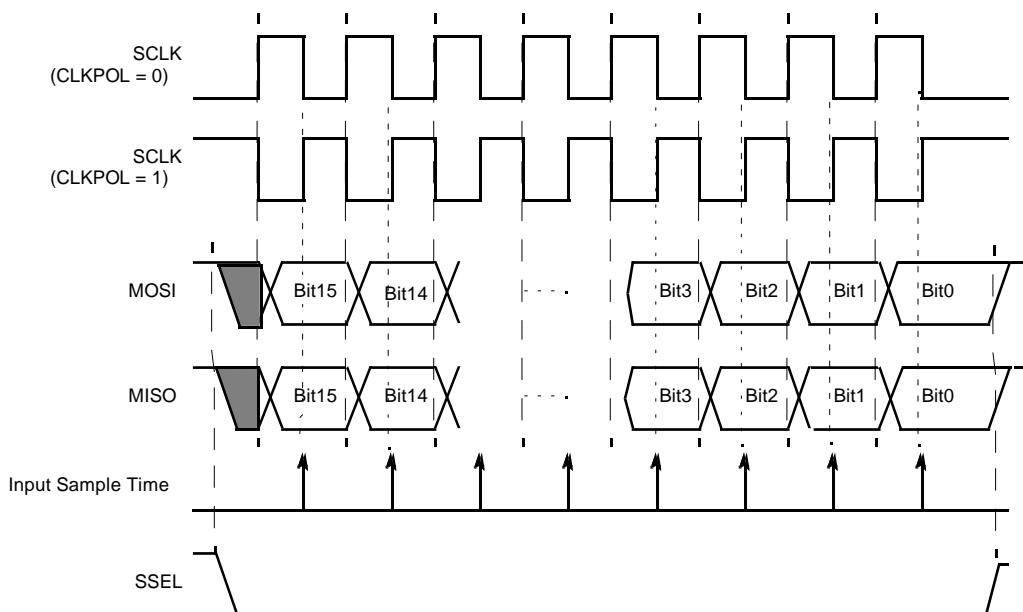 SCLK
(CLKPOL = 0)
SCLK
(CLKPOL = 1)
MOSI
Bit15
Bit14
Bit3
Bit2
Bit1
Bit0
MISO
Bit15
Bit14
Bit3
Bit2
Bit1
Bit0
Input Sample Time
SSEL